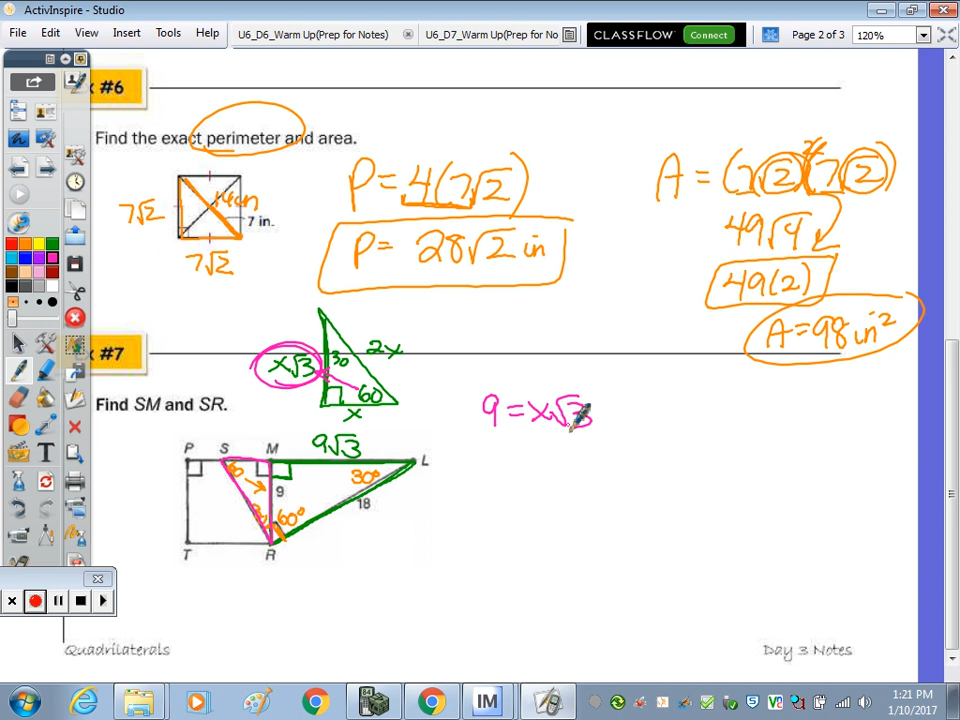 ActivInspire - Studio
File Edit View Insert Tools Help
U6_D6_Warm Up(Prep for Notes)
U6_D7_Warm Up(Prep for No
CLASSFLOW Connect
Page 2 of 3
120%
x #6
Find the exact perimeter and area.
7√2
14in
7 in.
7√2
P = 4(7√2)
P = 28√2 in
A = (7√2)(7√2)
49√4
49(2)
A = 98 in²
x #7
x√3
30
2x
60
x
Find SM and SR.
9 = x√3
9√3
P S M L
60
9
30°
18
30
60°
T R
Quadrilaterals
Day 3 Notes
1:21 PM
1/10/2017